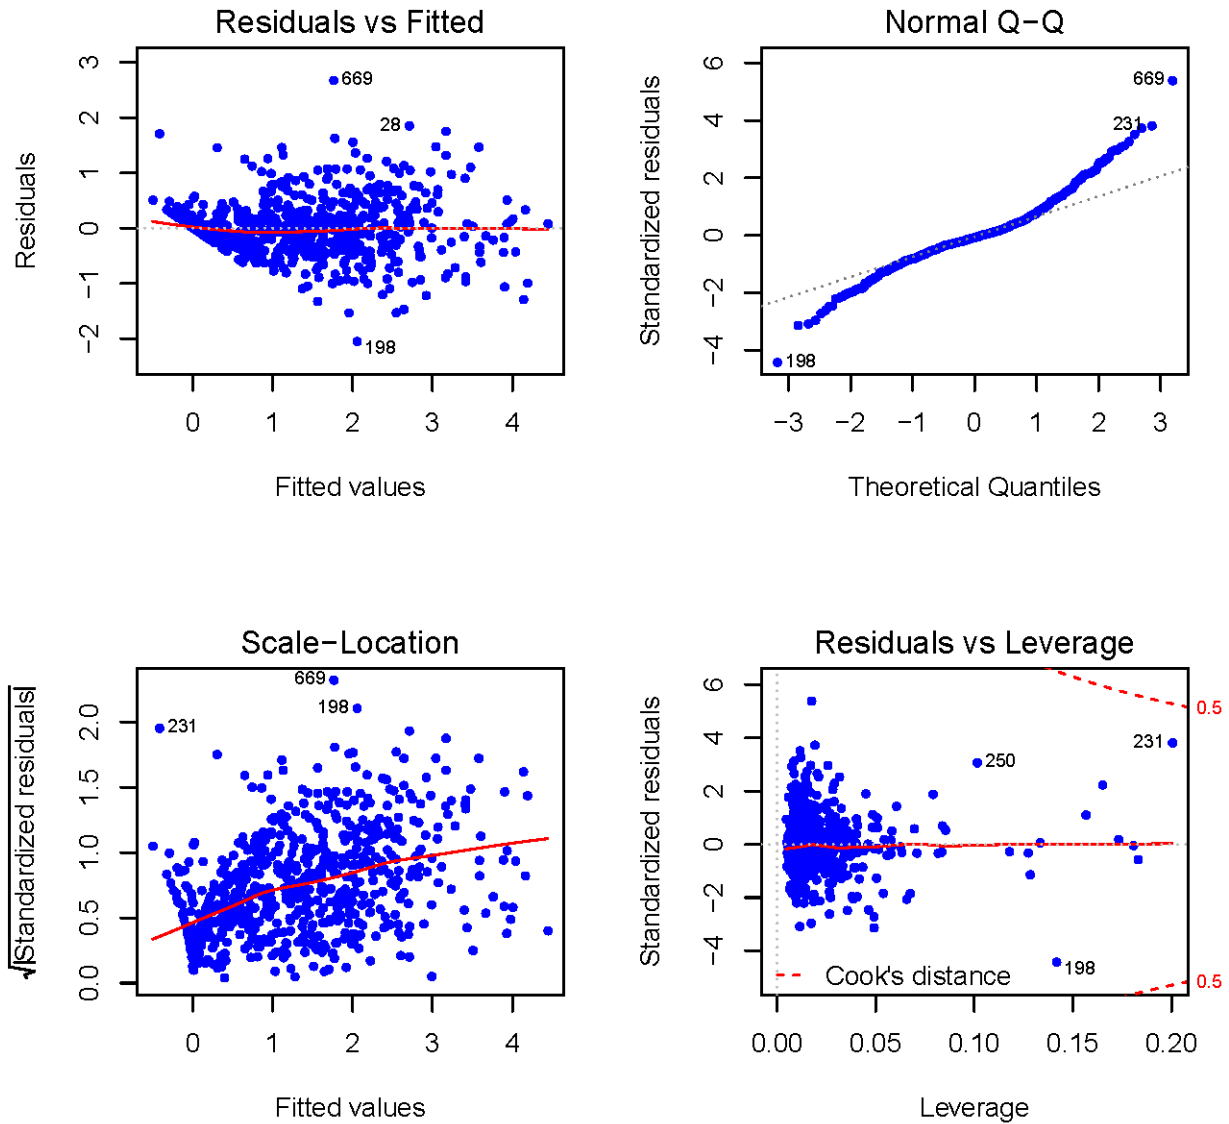 Residuals vs Fitted
Residuals
3
2
1
0
−1
−2
669
28
198
0 1 2 3 4
Fitted values
Normal Q−Q
Standardized residuals
6
4
2
0
−2
−4
669
231
198
−3 −2 −1 0 1 2 3
Theoretical Quantiles
Scale−Location
√|Standardized residuals|
2.0
1.5
1.0
0.5
0.0
669
198
231
0 1 2 3 4
Fitted values
Residuals vs Leverage
Standardized residuals
6
4
2
0
−2
−4
0.5
231
250
198
Cook's distance
0.5
0.00 0.05 0.10 0.15 0.20
Leverage